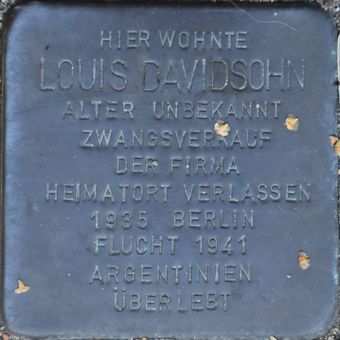 HIER WOHNTE
LOUIS DAVIDSOHN
ALTER UNBEKANNT
ZWANGSVERKAUF
DER FIRMA
HEIMATORT VERLASSEN
1935 BERLIN
FLUCHT 1941
ARGENTINIEN
ÜBERLEBT